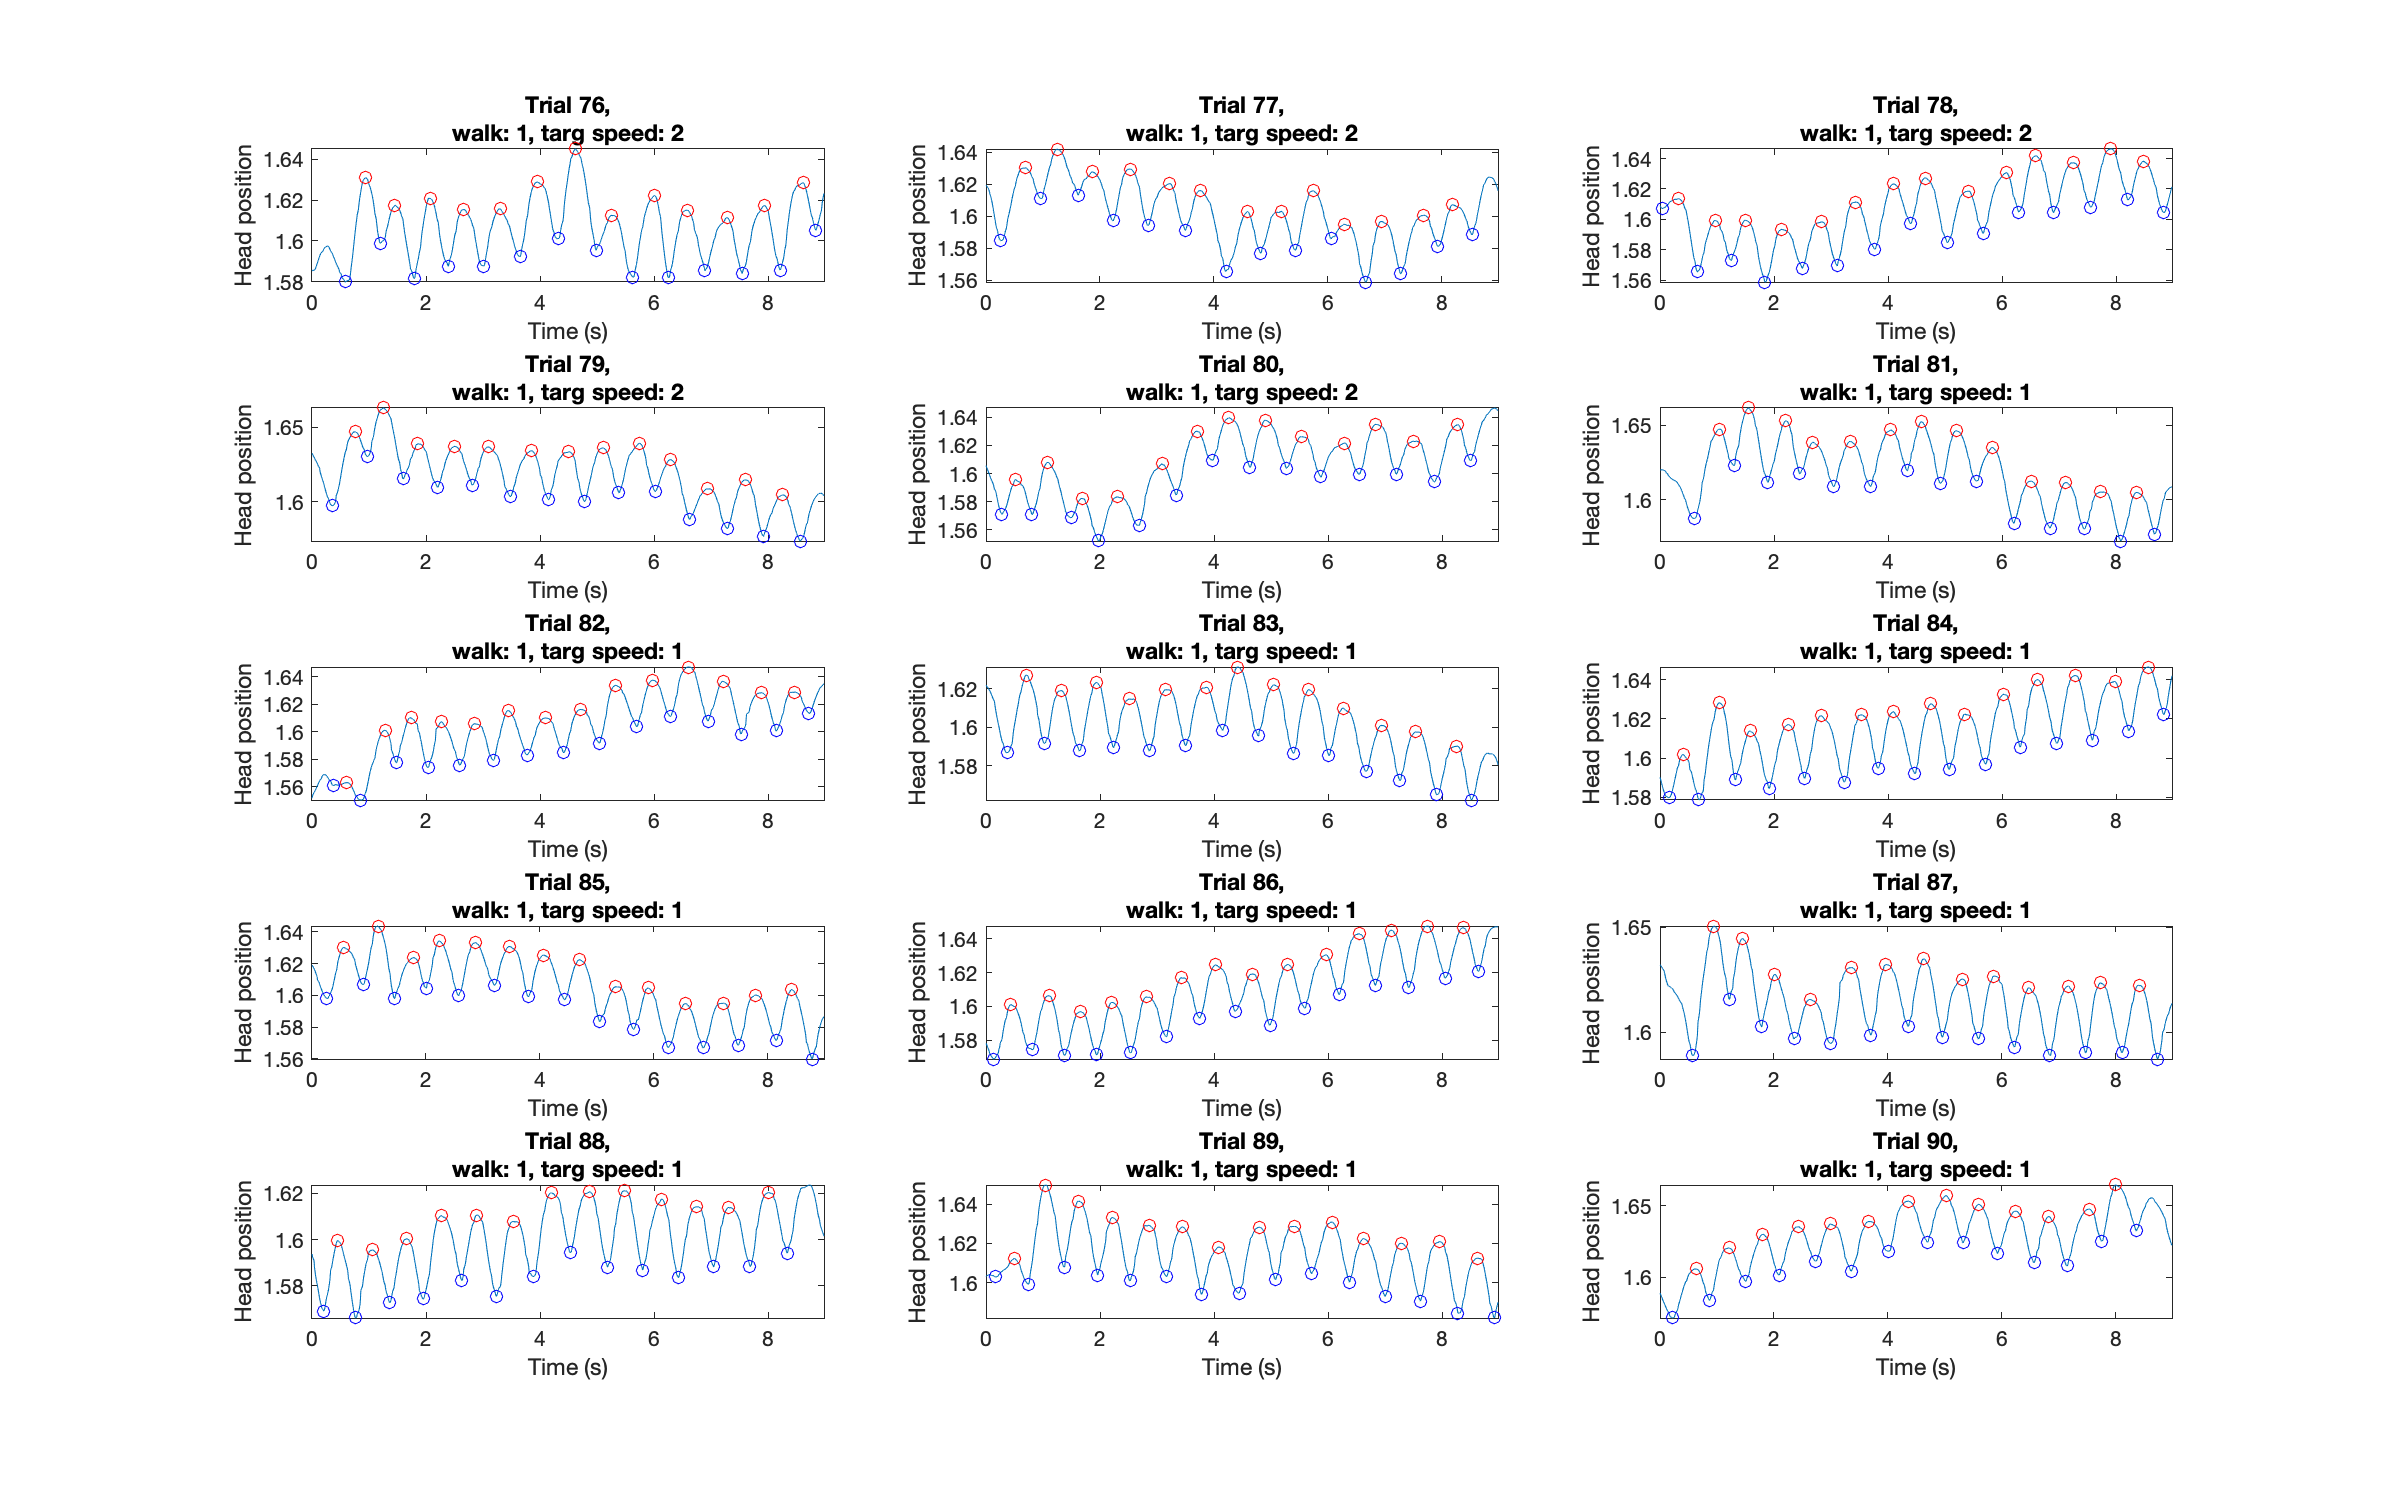 Trial 76,
walk: 1, targ speed: 2
Head position
1.64
1.62
1.6
1.58
0 2 4 6 8
Time (s)
Trial 77,
walk: 1, targ speed: 2
Head position
1.64
1.62
1.6
1.58
1.56
0 2 4 6 8
Time (s)
Trial 78,
walk: 1, targ speed: 2
Head position
1.64
1.62
1.6
1.58
1.56
0 2 4 6 8
Time (s)
Trial 79,
walk: 1, targ speed: 2
Head position
1.65
1.6
0 2 4 6 8
Time (s)
Trial 80,
walk: 1, targ speed: 2
Head position
1.64
1.62
1.6
1.58
1.56
0 2 4 6 8
Time (s)
Trial 81,
walk: 1, targ speed: 1
Head position
1.65
1.6
0 2 4 6 8
Time (s)
Trial 82,
walk: 1, targ speed: 1
Head position
1.64
1.62
1.6
1.58
1.56
0 2 4 6 8
Time (s)
Trial 83,
walk: 1, targ speed: 1
Head position
1.62
1.6
1.58
0 2 4 6 8
Time (s)
Trial 84,
walk: 1, targ speed: 1
Head position
1.64
1.62
1.6
1.58
0 2 4 6 8
Time (s)
Trial 85,
walk: 1, targ speed: 1
Head position
1.64
1.62
1.6
1.58
1.56
0 2 4 6 8
Time (s)
Trial 86,
walk: 1, targ speed: 1
Head position
1.64
1.62
1.6
1.58
0 2 4 6 8
Time (s)
Trial 87,
walk: 1, targ speed: 1
Head position
1.65
1.6
0 2 4 6 8
Time (s)
Trial 88,
walk: 1, targ speed: 1
Head position
1.62
1.6
1.58
0 2 4 6 8
Time (s)
Trial 89,
walk: 1, targ speed: 1
Head position
1.64
1.62
1.6
0 2 4 6 8
Time (s)
Trial 90,
walk: 1, targ speed: 1
Head position
1.65
1.6
0 2 4 6 8
Time (s)